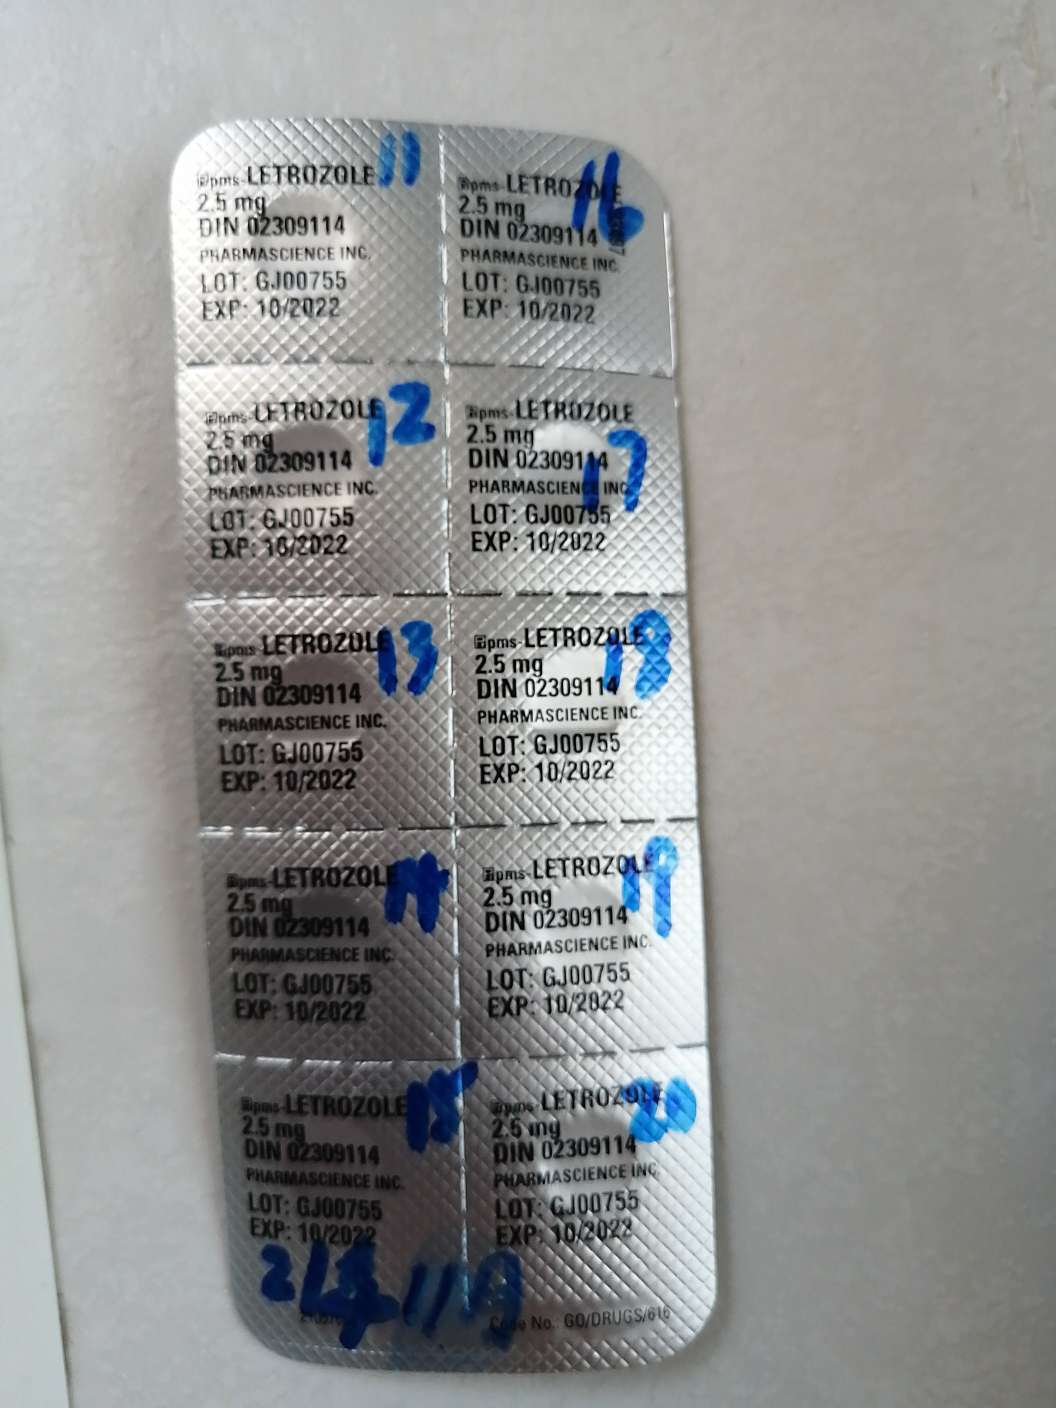 pms-LETROZOLE 11
2.5 mg
DIN 02309114
PHARMASCIENCE INC.
LOT: GJ00755
EXP: 10/2022
pms-LETROZOLE 16
2.5 mg
DIN 02309114
PHARMASCIENCE INC.
LOT: GJ00755
EXP: 10/2022
pms-LETROZOLE 12
2.5 mg
DIN 02309114
PHARMASCIENCE INC.
LOT: GJ00755
EXP: 10/2022
pms-LETROZOLE
2.5 mg
DIN 02309114 17
PHARMASCIENCE INC.
LOT: GJ00755
EXP: 10/2022
pms-LETROZOLE 13
2.5 mg
DIN 02309114
PHARMASCIENCE INC.
LOT: GJ00755
EXP: 10/2022
pms-LETROZOLE 18
2.5 mg
DIN 02309114
PHARMASCIENCE INC.
LOT: GJ00755
EXP: 10/2022
pms-LETROZOLE 14
2.5 mg
DIN 02309114
PHARMASCIENCE INC.
LOT: GJ00755
EXP: 10/2022
pms-LETROZOLE 19
2.5 mg
DIN 02309114
PHARMASCIENCE INC.
LOT: GJ00755
EXP: 10/2022
pms-LETROZOLE 15
2.5 mg
DIN 02309114
PHARMASCIENCE INC.
LOT: GJ00755
EXP: 10/2022
pms-LETROZOLE 20
2.5 mg
DIN 02309114
PHARMASCIENCE INC.
LOT: GJ00755
EXP: 10/2022
Code No.: GO/DRUGS/616